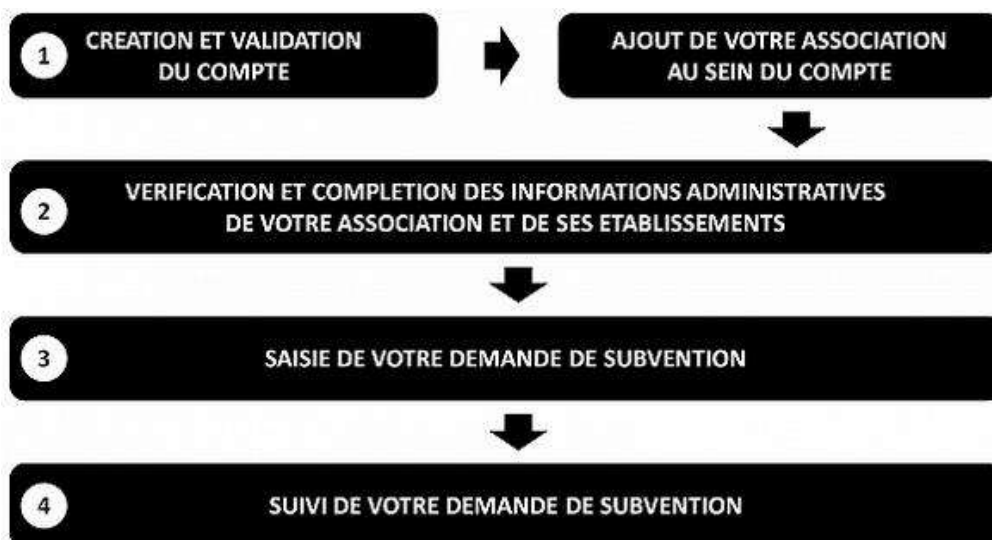 1
CREATION ET VALIDATION
DU COMPTE
AJOUT DE VOTRE ASSOCIATION
AU SEIN DU COMPTE
2
VERIFICATION ET COMPLETION DES INFORMATIONS ADMINISTRATIVES
DE VOTRE ASSOCIATION ET DE SES ETABLISSEMENTS
3
SAISIE DE VOTRE DEMANDE DE SUBVENTION
4
SUIVI DE VOTRE DEMANDE DE SUBVENTION